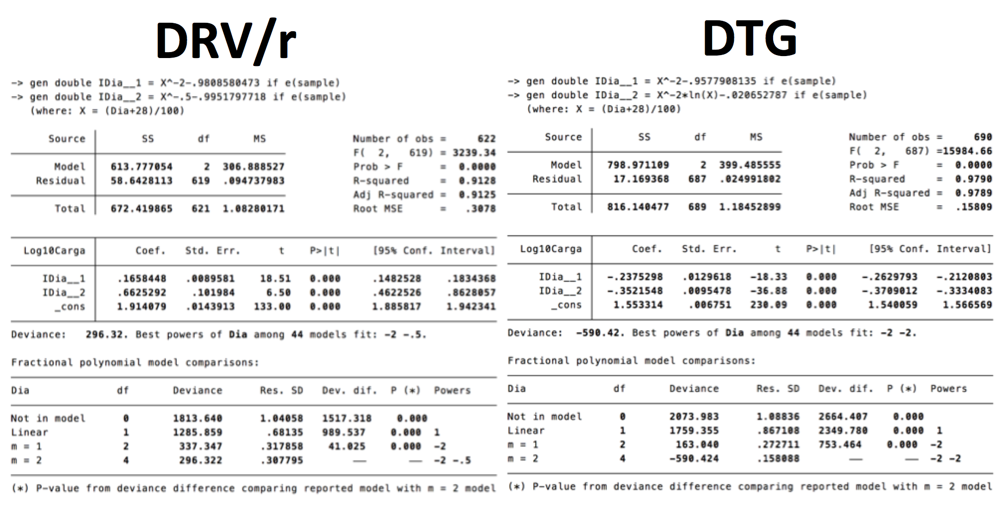 DRV/r
-> gen double IDia__1 = X^-2-.9808580473 if e(sample)
-> gen double IDia__2 = X^-.5-.9951797718 if e(sample)
(where: X = (Dia+28)/100)
Source SS df MS Number of obs = 622
F( 2, 619) = 3239.34
Model 613.777054 2 306.888527 Prob > F = 0.0000
Residual 58.6428113 619 .094737983 R-squared = 0.9128
Adj R-squared = 0.9125
Total 672.419865 621 1.08280171 Root MSE = .3078
Log10Carga Coef. Std. Err. t P>|t| [95% Conf. Interval]
IDia__1 .1658448 .0089581 18.51 0.000 .1482528 .1834368
IDia__2 .6625292 .101984 6.50 0.000 .4622526 .8628057
_cons 1.914079 .0143913 133.00 0.000 1.885817 1.942341
Deviance: 296.32. Best powers of Dia among 44 models fit: -2 -.5.
Fractional polynomial model comparisons:
Dia df Deviance Res. SD Dev. dif. P (*) Powers
Not in model 0 1813.640 1.04058 1517.318 0.000
Linear 1 1285.859 .68135 989.537 0.000 1
m = 1 2 337.347 .317858 41.025 0.000 -2
m = 2 4 296.322 .307795 — — -2 -.5
(*) P-value from deviance difference comparing reported model with m = 2 model
DTG
-> gen double IDia__1 = X^-2-.9577908135 if e(sample)
-> gen double IDia__2 = X^-2*ln(X)-.020652787 if e(sample)
(where: X = (Dia+28)/100)
Source SS df MS Number of obs = 690
F( 2, 687) =15984.66
Model 798.971109 2 399.485555 Prob > F = 0.0000
Residual 17.169368 687 .024991802 R-squared = 0.9790
Adj R-squared = 0.9789
Total 816.140477 689 1.18452899 Root MSE = .15809
Log10Carga Coef. Std. Err. t P>|t| [95% Conf. Interval]
IDia__1 -.2375298 .0129618 -18.33 0.000 -.2629793 -.2120803
IDia__2 -.3521548 .0095478 -36.88 0.000 -.3709012 -.3334083
_cons 1.553314 .006751 230.09 0.000 1.540059 1.566569
Deviance: -590.42. Best powers of Dia among 44 models fit: -2 -2.
Fractional polynomial model comparisons:
Dia df Deviance Res. SD Dev. dif. P (*) Powers
Not in model 0 2073.983 1.08836 2664.407 0.000
Linear 1 1759.355 .867108 2349.780 0.000 1
m = 1 2 163.040 .272711 753.464 0.000 -2
m = 2 4 -590.424 .158088 — — -2 -2
(*) P-value from deviance difference comparing reported model with m = 2 model